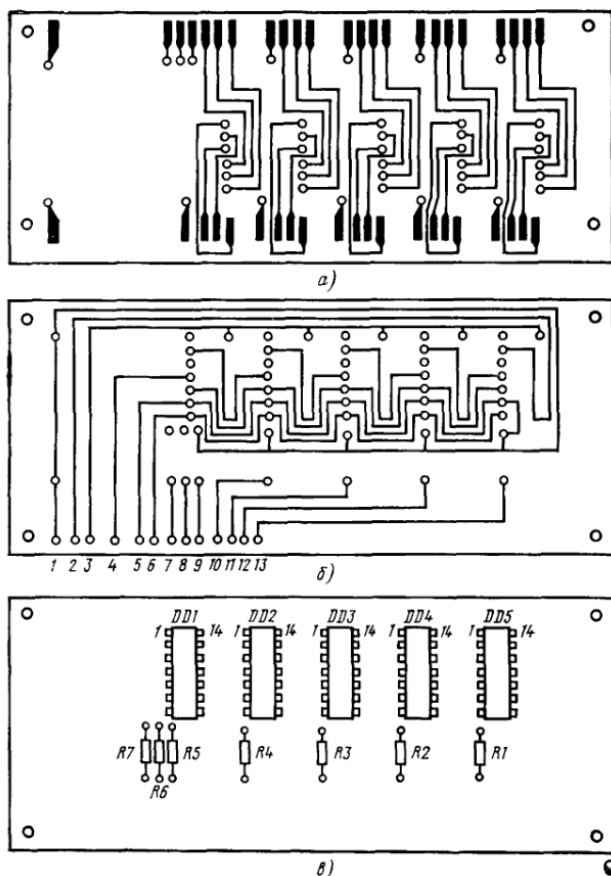 а)
1 2 3 4 5 6 7 8 9 10 11 12 13
б)
DD1 DD2 DD3 DD4 DD5
1 14 1 14 1 14 1 14 1 14
R7 R5 R4 R3 R2 R1
R6
в)